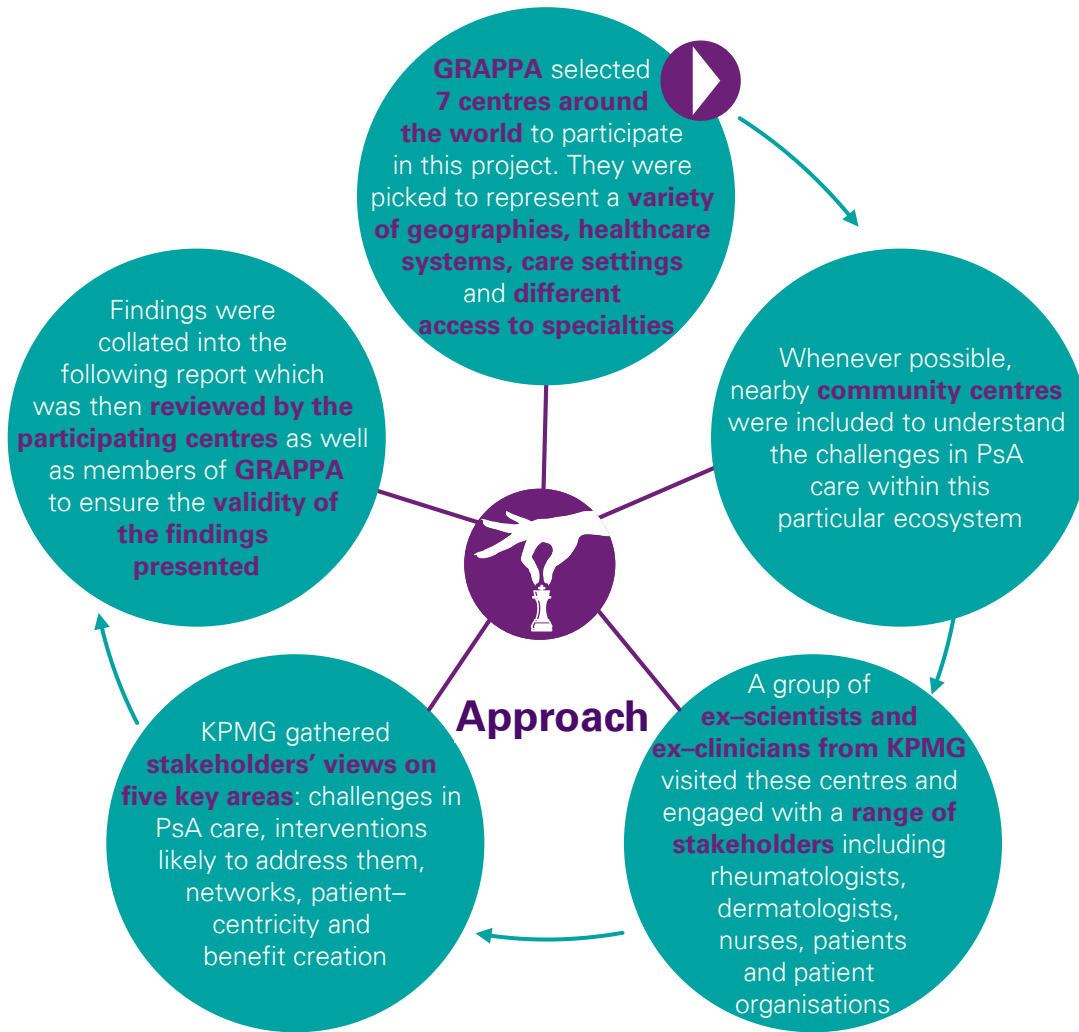 GRAPPA selected
7 centres around
the world to participate
in this project. They were
picked to represent a variety
of geographies, healthcare
systems, care settings
and different
access to specialties
Whenever possible,
nearby community centres
were included to understand
the challenges in PsA
care within this
particular ecosystem
A group of
ex–scientists and
ex–clinicians from KPMG
visited these centres and
engaged with a range of
stakeholders including
rheumatologists,
dermatologists,
nurses, patients
and patient
organisations
KPMG gathered
stakeholders’ views on
five key areas: challenges in
PsA care, interventions
likely to address them,
networks, patient–
centricity and
benefit creation
Findings were
collated into the
following report which
was then reviewed by the
participating centres as well
as members of GRAPPA
to ensure the validity of
the findings
presented
Approach